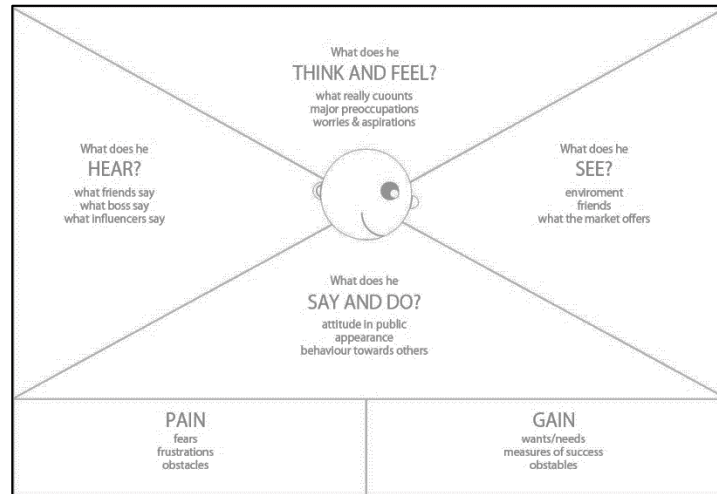 What does he
THINK AND FEEL?
what really cuounts
major preoccupations
worries & aspirations
What does he
HEAR?
what friends say
what boss say
what influencers say
What does he
SEE?
enviroment
friends
what the market offers
What does he
SAY AND DO?
attitude in public
appearance
behaviour towards others
PAIN
fears
frustrations
obstacles
GAIN
wants/needs
measures of success
obstables